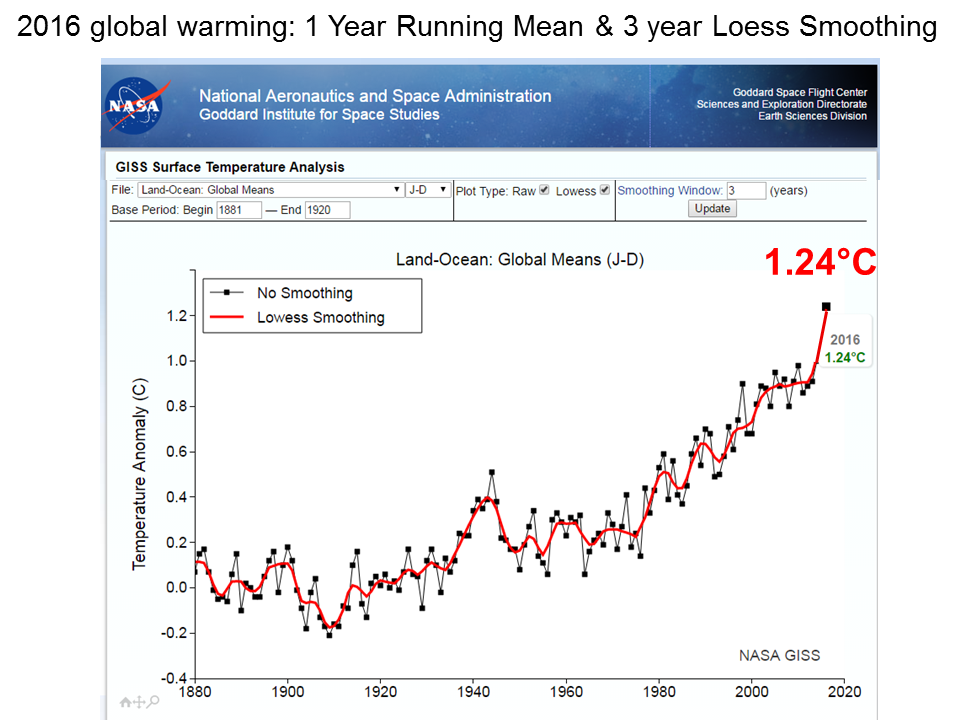 2016 global warming: 1 Year Running Mean & 3 year Loess Smoothing
NASA
National Aeronautics and Space Administration
Goddard Institute for Space Studies
Goddard Space Flight Center
Sciences and Exploration Directorate
Earth Sciences Division
GISS Surface Temperature Analysis
File: Land-Ocean: Global Means J-D Plot Type: Raw Lowess Smoothing Window: 3 (years)
Base Period: Begin 1881 — End 1920 Update
Land-Ocean: Global Means (J-D)
1.24°C
No Smoothing
Lowess Smoothing
2016
1.24°C
Temperature Anomaly (C)
1.2
1.0
0.8
0.6
0.4
0.2
0.0
-0.2
-0.4
NASA GISS
1880 1900 1920 1940 1960 1980 2000 2020